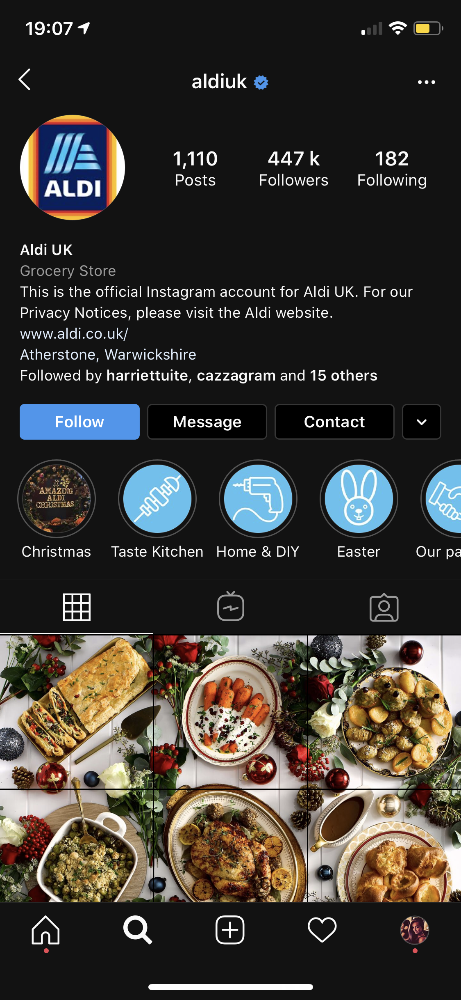 19:07
aldiuk
ALDI
1,110
Posts
447 k
Followers
182
Following
Aldi UK
Grocery Store
This is the official Instagram account for Aldi UK. For our
Privacy Notices, please visit the Aldi website.
www.aldi.co.uk/
Atherstone, Warwickshire
Followed by harriettuite, cazzagram and 15 others
Follow
Message
Contact
#
AMAZING
ALDI
CHRISTMAS
Christmas
Taste Kitchen
Home & DIY
Easter
Our pa